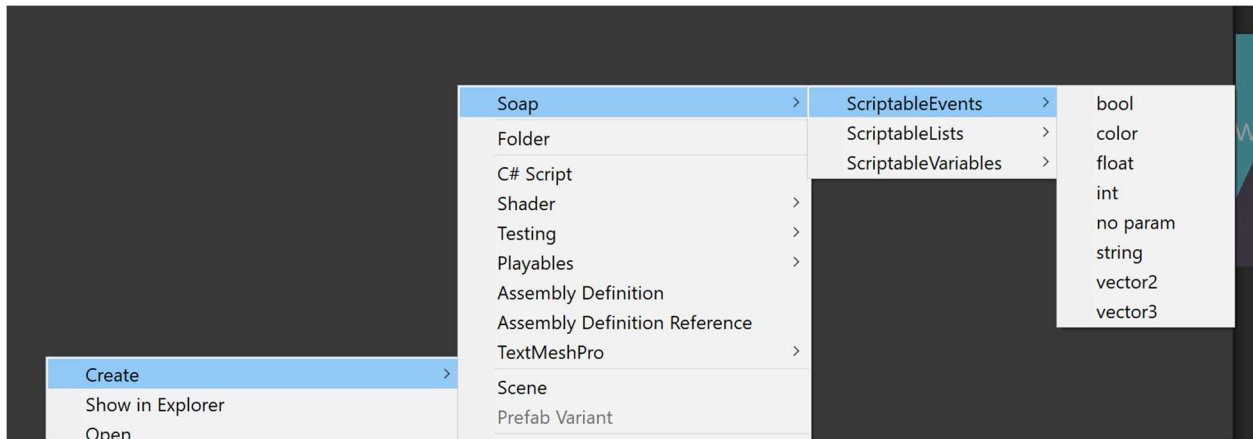 Soap
Folder
C# Script
Shader
Testing
Playables
Assembly Definition
Assembly Definition Reference
TextMeshPro
Scene
Prefab Variant
ScriptableEvents
ScriptableLists
ScriptableVariables
bool
color
float
int
no param
string
vector2
vector3
Create
Show in Explorer
Open